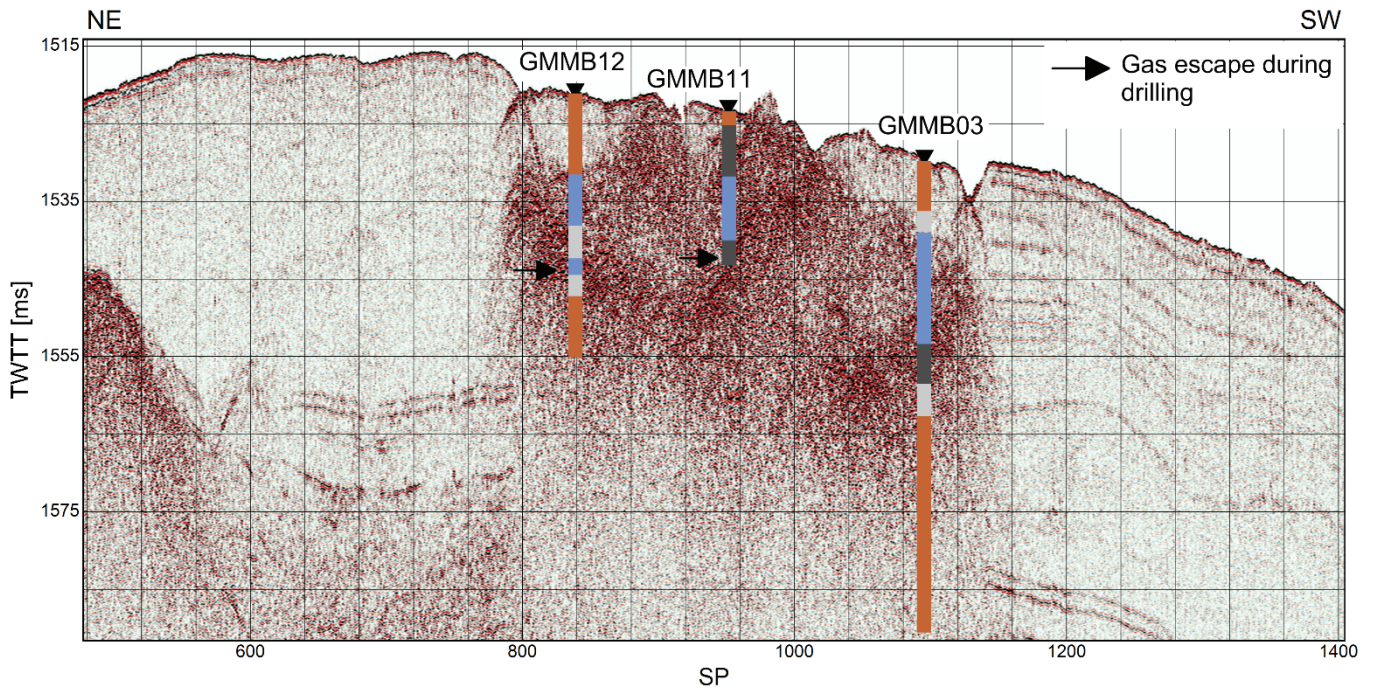 NE
SW
GMMB12
GMMB11
GMMB03
Gas escape during
drilling
TWTT [ms]
1515
1535
1555
1575
600
800
1000
1200
1400
SP